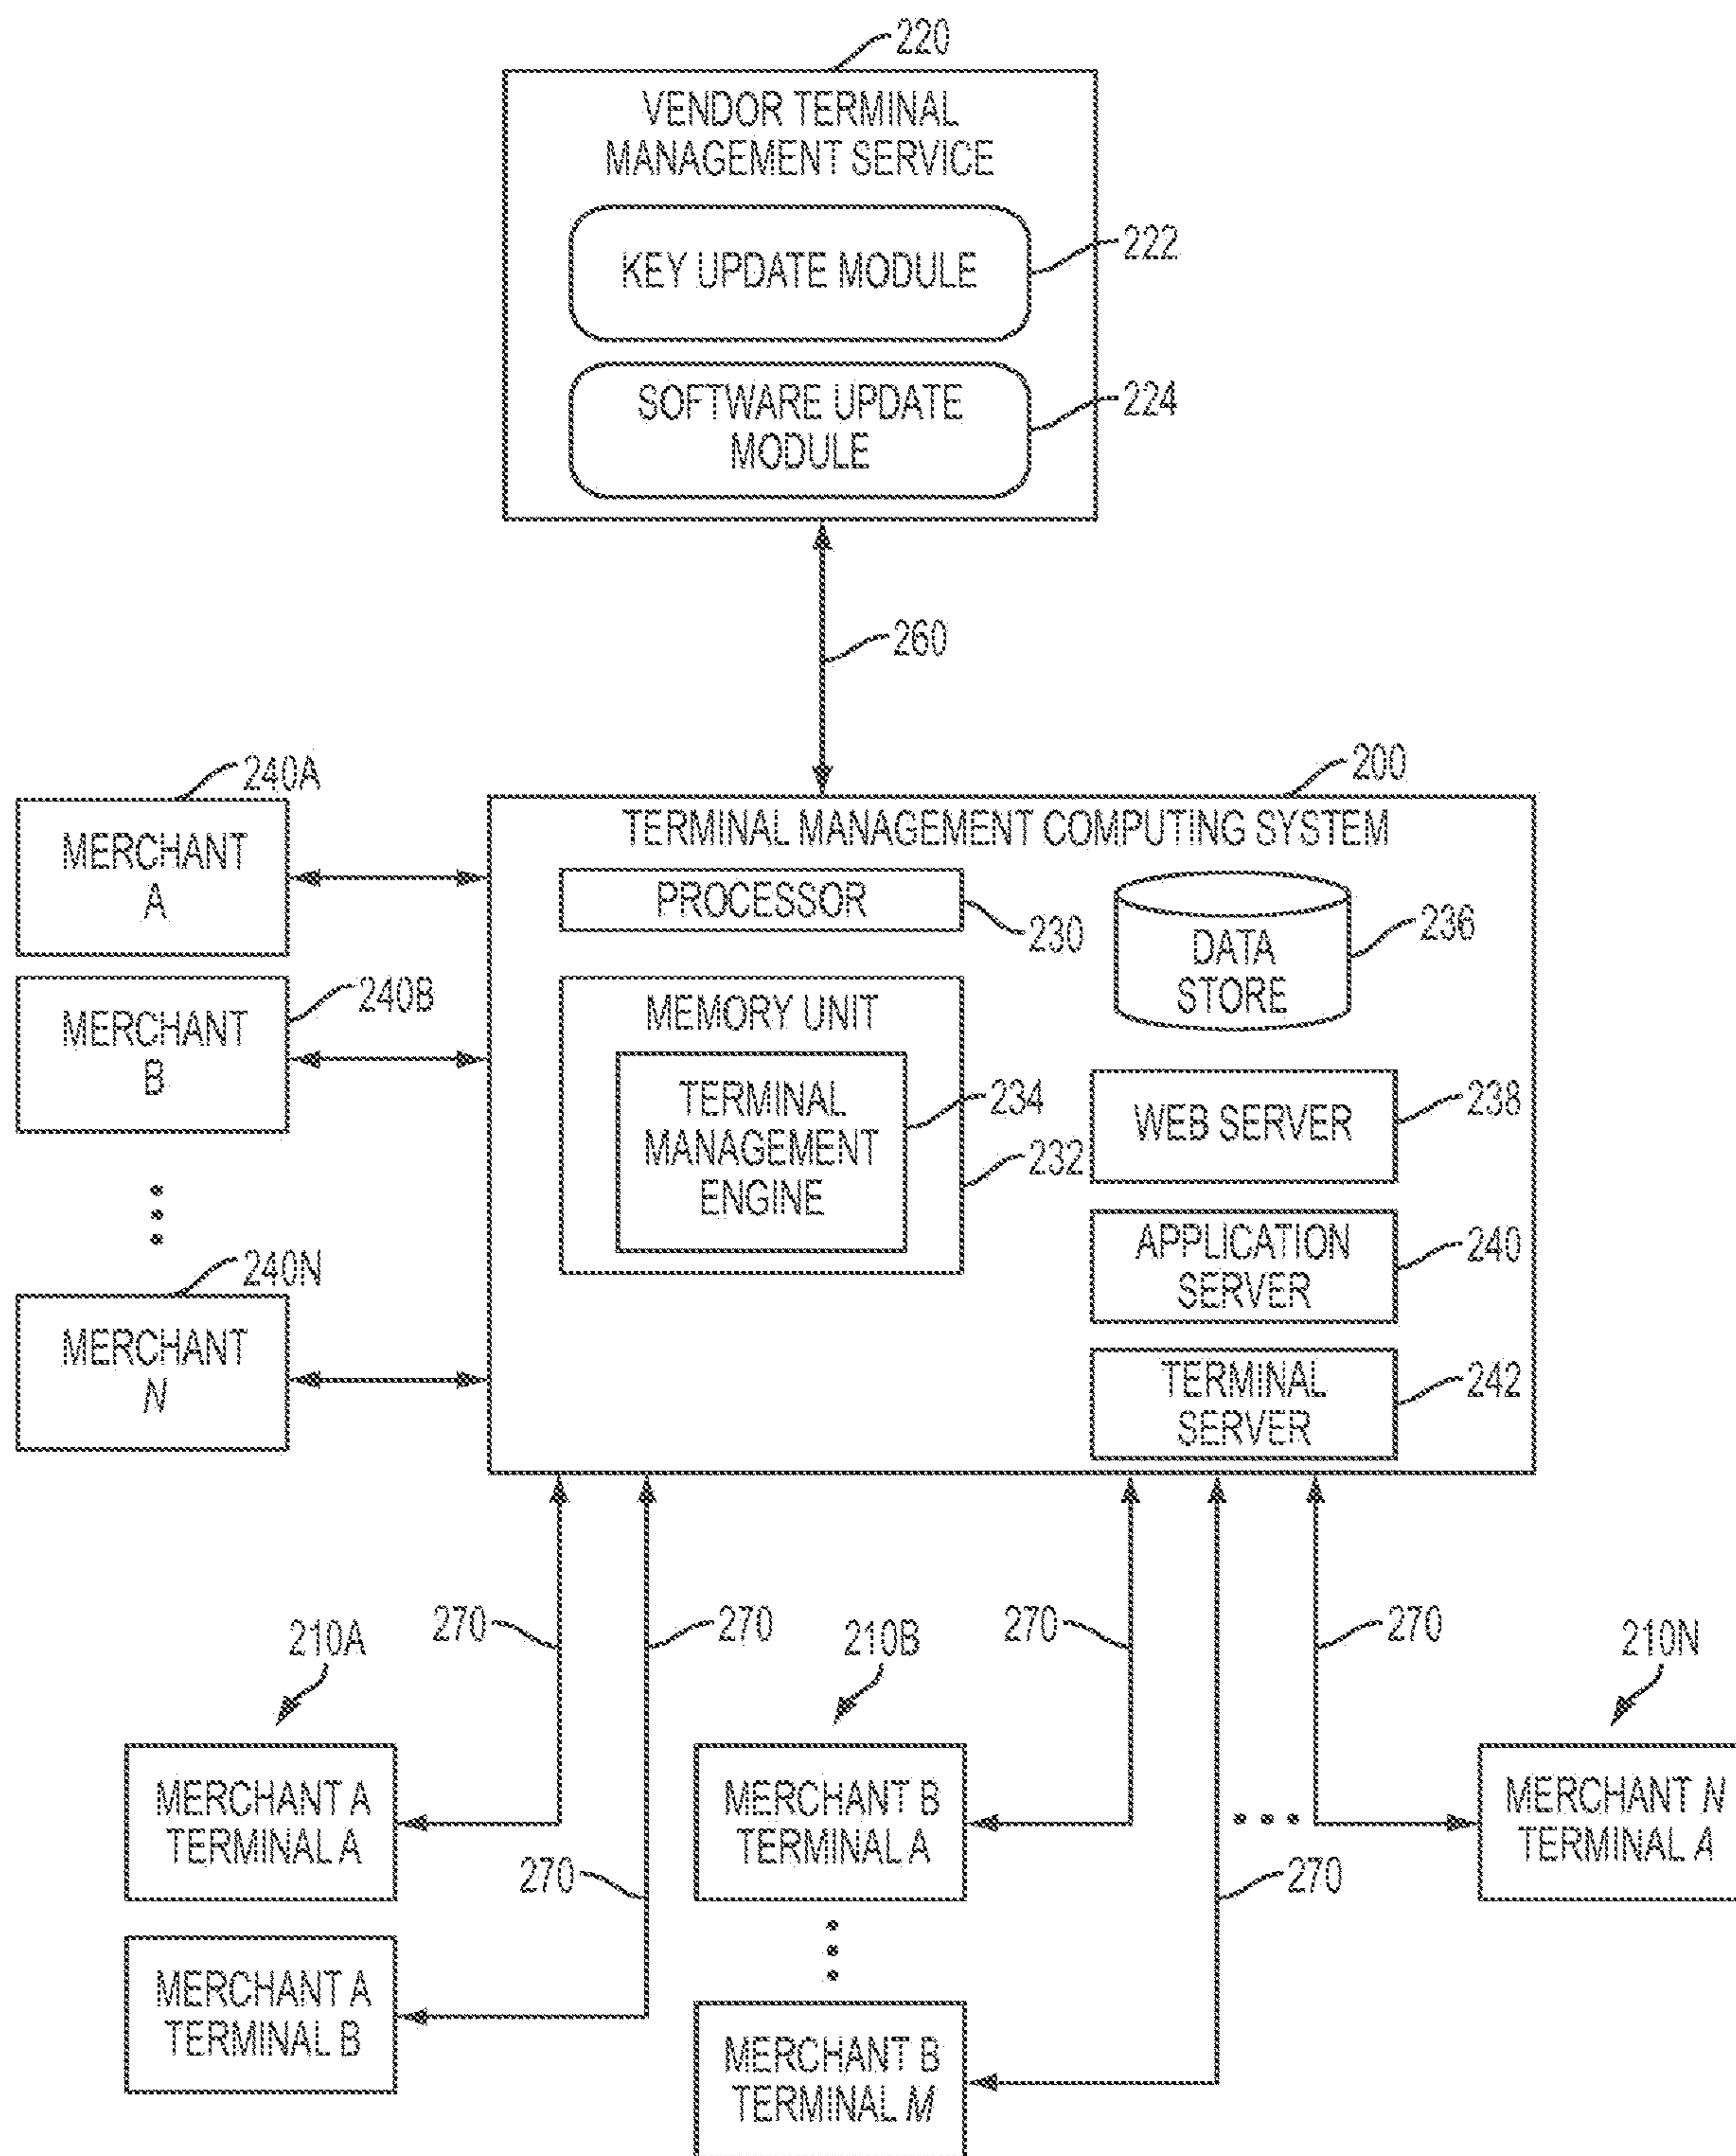 220
VENDOR TERMINAL
MANAGEMENT SERVICE
KEY UPDATE MODULE
222
SOFTWARE UPDATE
MODULE
224
260
240A
MERCHANT
A
240B
MERCHANT
B
240N
MERCHANT
N
200
TERMINAL MANAGEMENT COMPUTING SYSTEM
PROCESSOR
230
MEMORY UNIT
TERMINAL
MANAGEMENT
ENGINE
234
232
DATA
STORE
236
WEB SERVER
238
APPLICATION
SERVER
240
TERMINAL
SERVER
242
210A
270
270
210B
270
270
210N
MERCHANT A
TERMINAL A
MERCHANT A
TERMINAL B
270
MERCHANT B
TERMINAL A
MERCHANT B
TERMINAL M
270
MERCHANT N
TERMINAL A